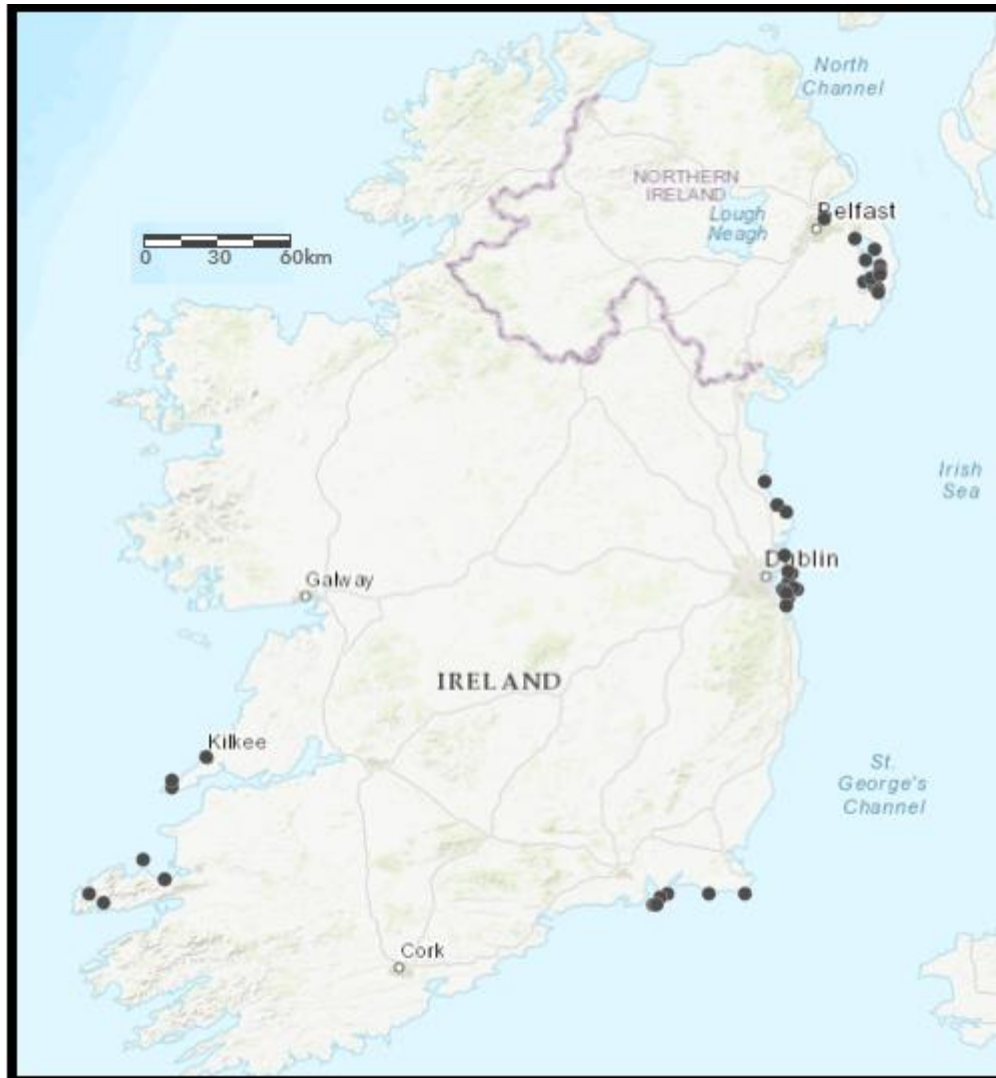 North
Channel
NORTHERN
IRELAND
Belfast
Lough
Neagh
0 30 60km
Irish
Sea
Dublin
Galway
IRELAND
Kilkee
St.
George's
Channel
Cork